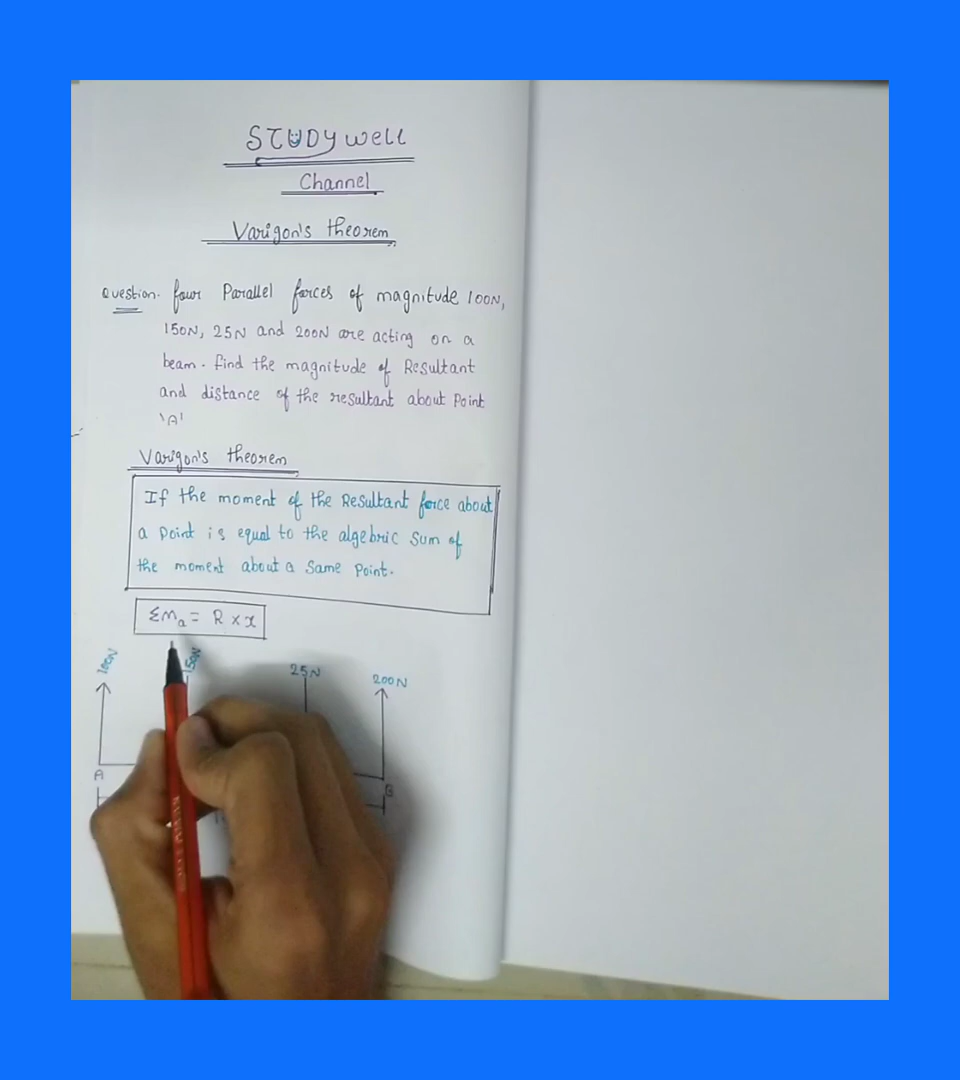 STUDY well
Channel
Varigon's theorem
Question. four Parallel forces of magnitude 100N,
150N, 25N and 200N are acting on a
beam. find the magnitude of Resultant
and distance of the resultant about Point
'A'
Varigon's theorem
If the moment of the Resultant force about
a point is equal to the algebric sum of
the moment about a same point.
ΣMa = R × x
100N 150N 25N 200N
A B